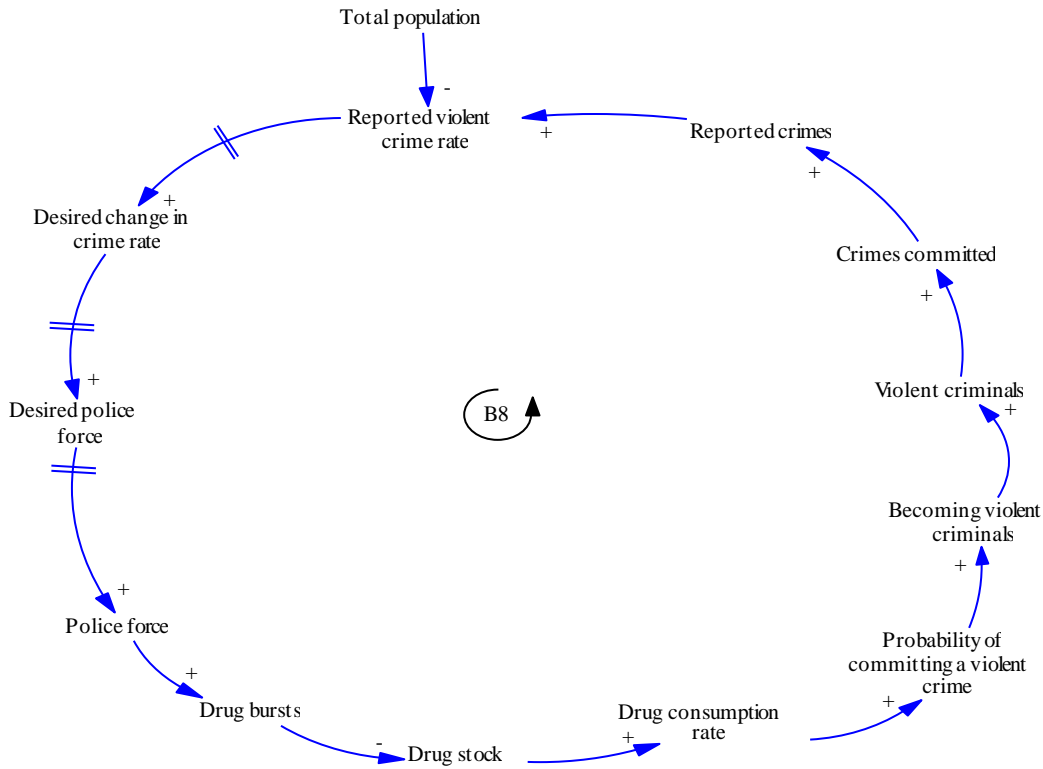 Total population
-
Reported violent
crime rate
+
Reported crimes
+
Desired change in
crime rate
+
Crimes committed
+
Desired police
force
+
B8
Violent criminals
+
Becoming violent
criminals
+
Police force
+
Probability of
committing a violent
crime
+
Drug bursts
+
Drug stock
-
Drug consumption
rate
+